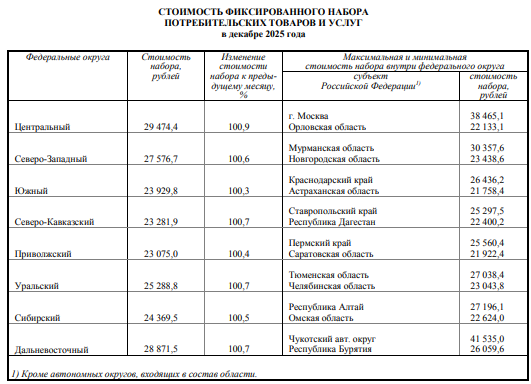 СТОИМОСТЬ ФИКСИРОВАННОГО НАБОРА
ПОТРЕБИТЕЛЬСКИХ ТОВАРОВ И УСЛУГ
в декабре 2025 года
Федеральные округа Стоимость набора, рублей Изменение стоимости набора к преды-дущему месяцу, % Максимальная и минимальная стоимость набора внутри федерального округа
субъект Российской Федерации1) стоимость набора, рублей
г. Москва 38 465,1
Центральный 29 474,4 100,9 Орловская область 22 133,1
Мурманская область 30 357,6
Северо-Западный 27 576,7 100,6 Новгородская область 23 438,6
Краснодарский край 26 436,2
Южный 23 929,8 100,3 Астраханская область 21 758,4
Ставропольский край 25 297,5
Северо-Кавказский 23 281,9 100,7 Республика Дагестан 22 400,2
Пермский край 25 560,4
Приволжский 23 075,0 100,4 Саратовская область 21 922,4
Тюменская область 27 038,4
Уральский 25 288,8 100,7 Челябинская область 23 043,8
Республика Алтай 27 196,1
Сибирский 24 369,5 100,5 Омская область 22 624,0
Чукотский авт. округ 41 535,0
Дальневосточный 28 871,5 100,7 Республика Бурятия 26 059,6
1) Кроме автономных округов, входящих в состав области.